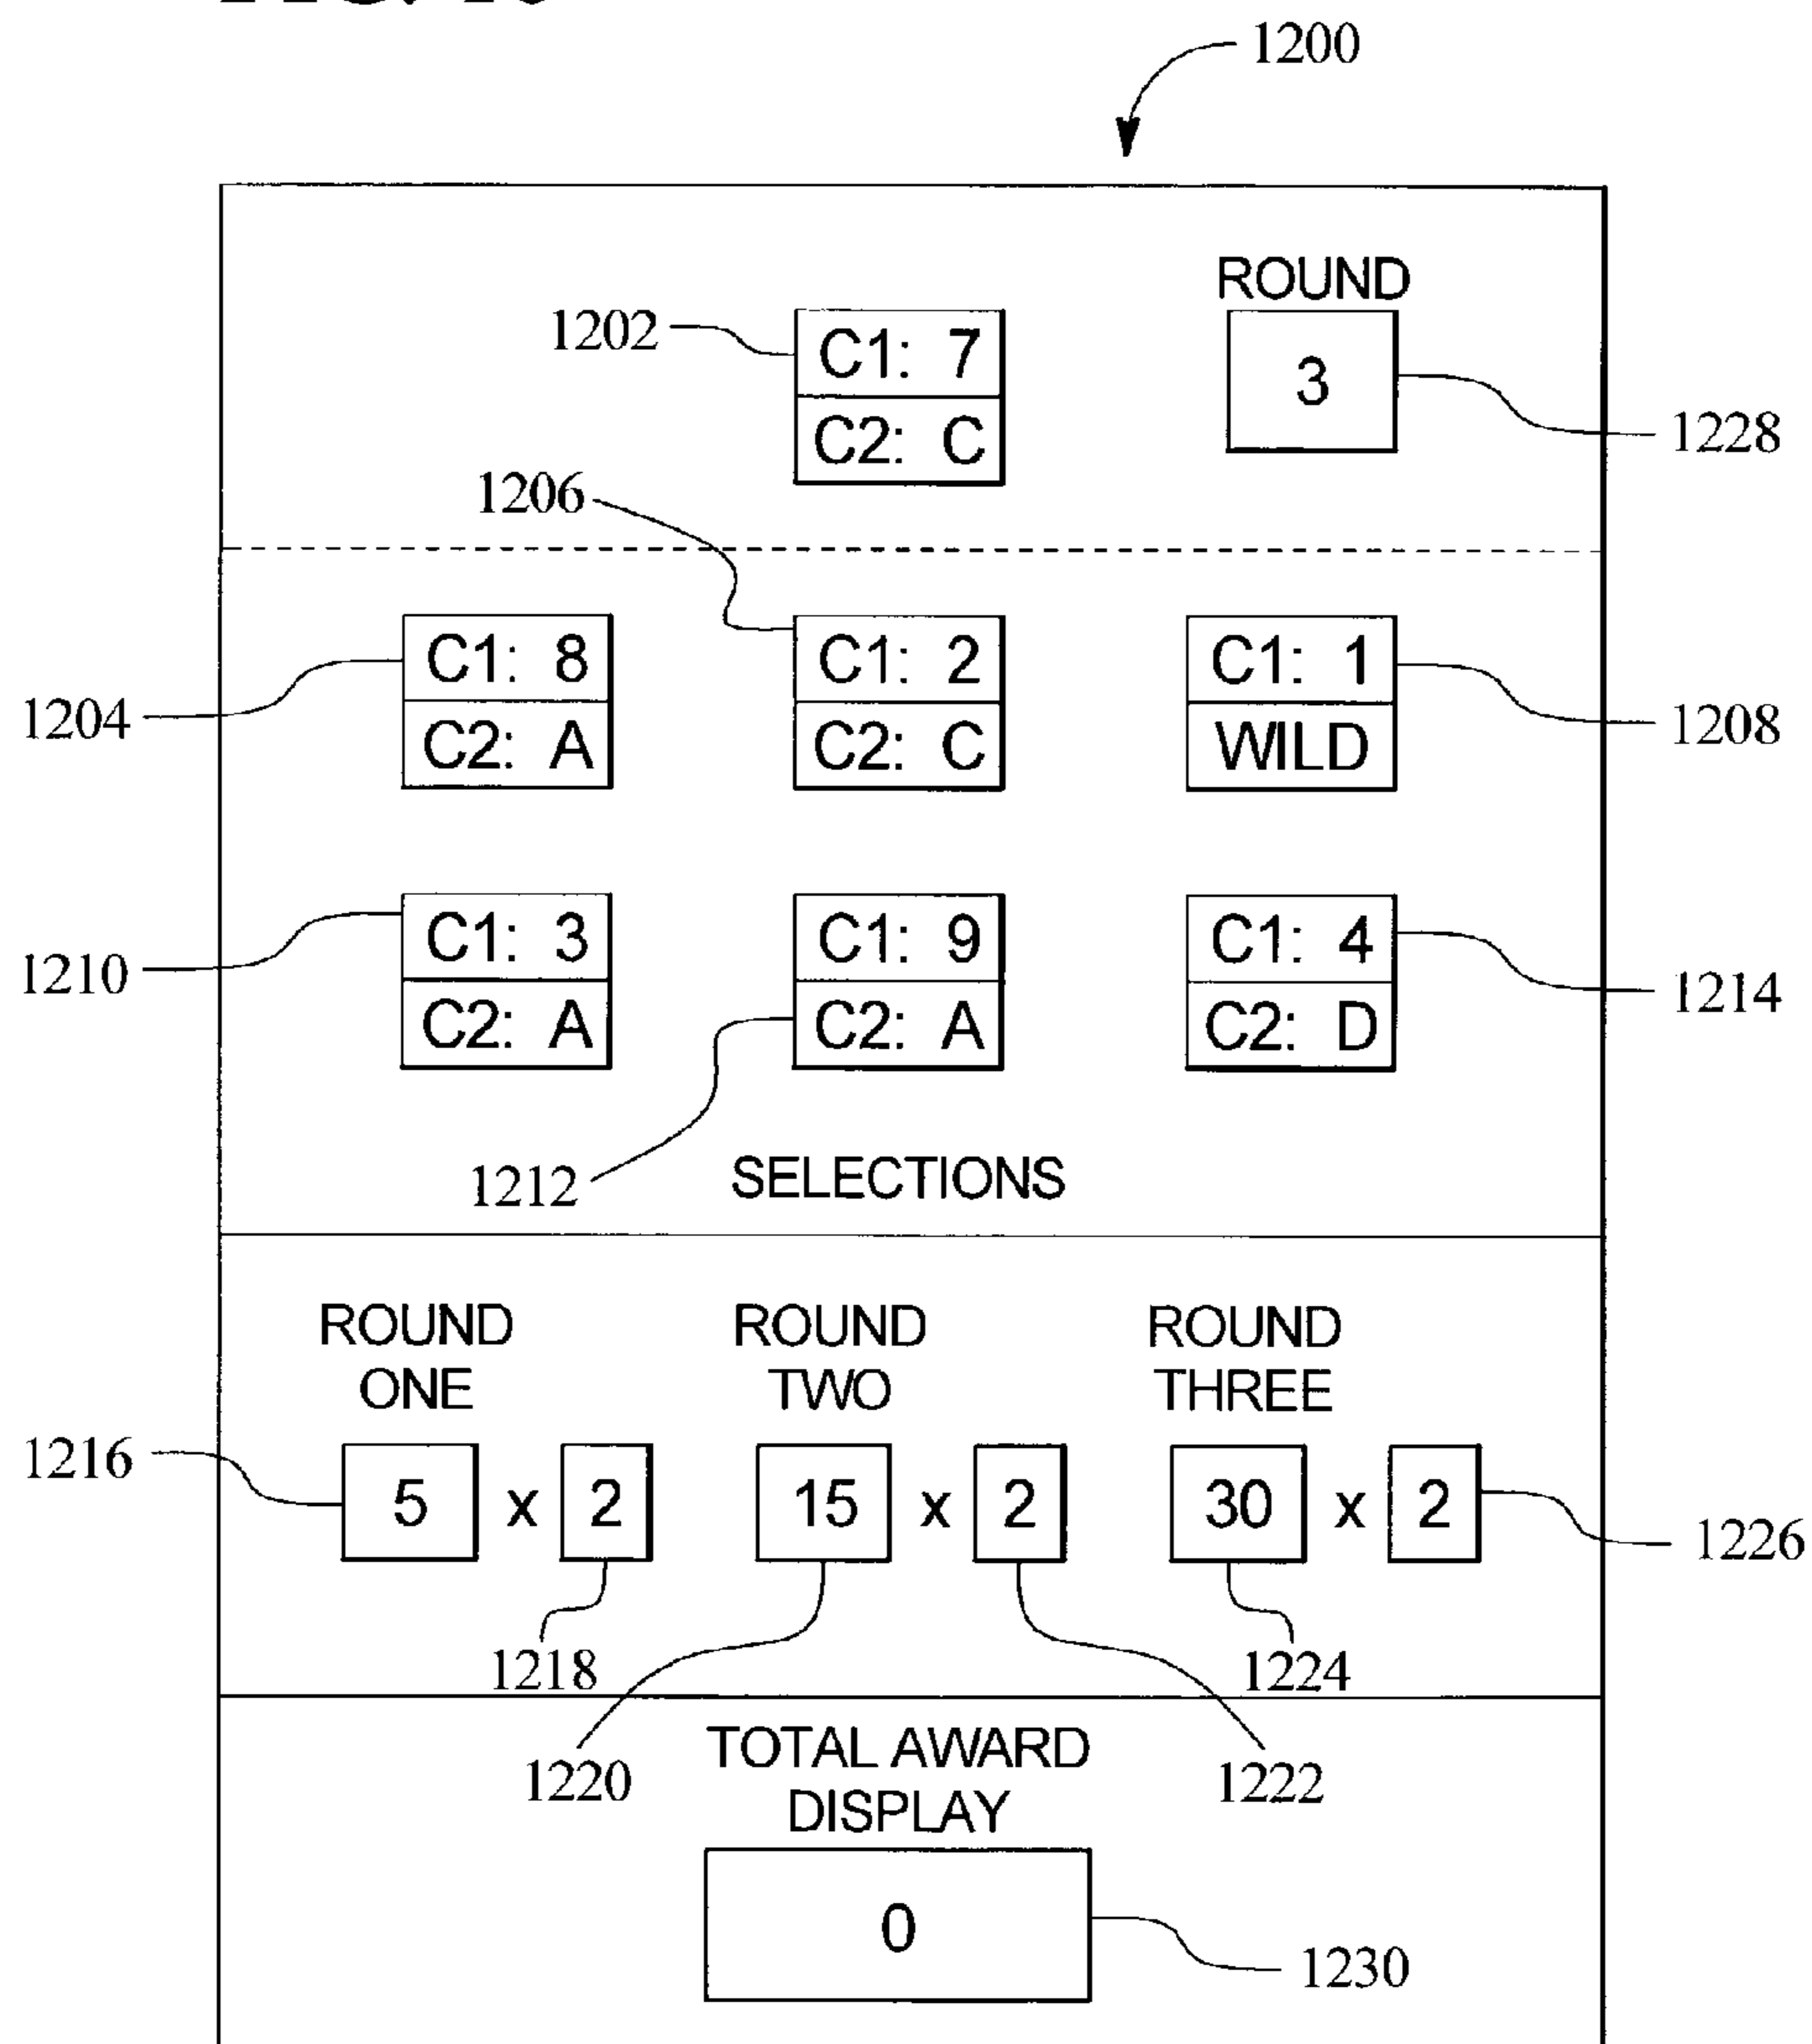 1200
ROUND
1202 C1: 7 3
C2: C 1228
1206
C1: 8 C1: 2 C1: 1
1204 C2: A C2: C WILD 1208
C1: 3 C1: 9 C1: 4
1210 C2: A C2: A C2: D 1214
1212 SELECTIONS
ROUND ROUND ROUND
ONE TWO THREE
1216 5 x 2 15 x 2 30 x 2 1226
1218 1224
TOTAL AWARD
1220 1222
DISPLAY
0
1230